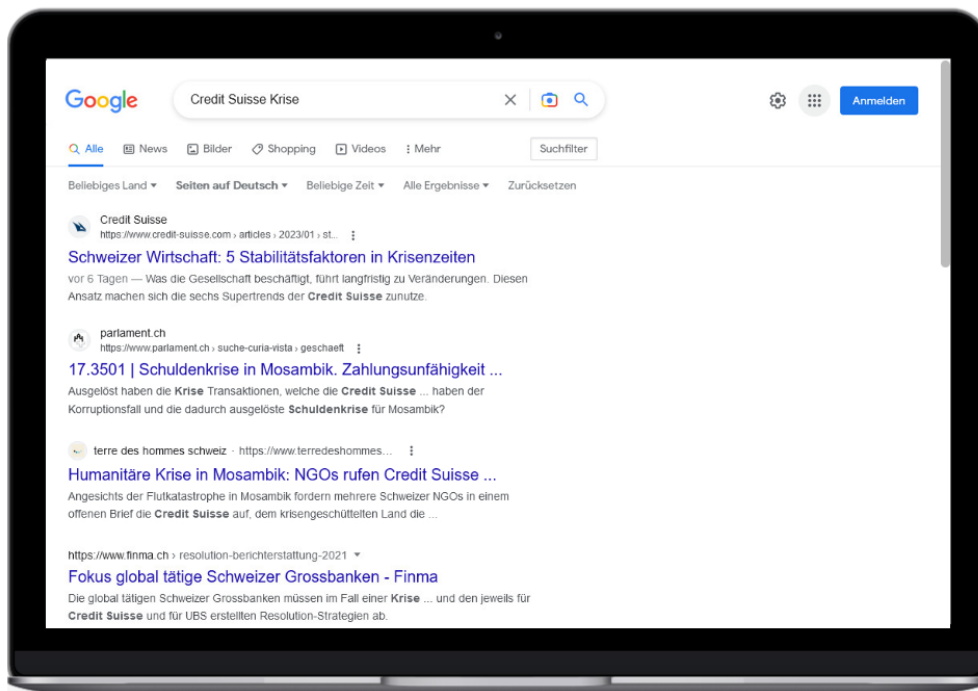 Google
Credit Suisse Krise
Anmelden
Alle News Bilder Shopping Videos Mehr Suchfilter
Beliebiges Land Seiten auf Deutsch Beliebige Zeit Alle Ergebnisse Zurücksetzen
Credit Suisse
https://www.credit-suisse.com › articles › 2023/01 › st...
Schweizer Wirtschaft: 5 Stabilitätsfaktoren in Krisenzeiten
vor 6 Tagen — Was die Gesellschaft beschäftigt, führt langfristig zu Veränderungen. Diesen
Ansatz machen sich die sechs Supertrends der Credit Suisse zunutze.
parlament.ch
https://www.parlament.ch › suche-curia-vista › geschaeft
17.3501 | Schuldenkrise in Mosambik. Zahlungsunfähigkeit ...
Ausgelöst haben die Krise Transaktionen, welche die Credit Suisse ... haben der
Korruptionsfall und die dadurch ausgelöste Schuldenkrise für Mosambik?
terre des hommes schweiz · https://www.terredeshommes...
Humanitäre Krise in Mosambik: NGOs rufen Credit Suisse ...
Angesichts der Flutkatastrophe in Mosambik fordern mehrere Schweizer NGOs in einem
offenen Brief die Credit Suisse auf, dem krisengeschüttelten Land die ...
https://www.finma.ch › resolution-berichterstattung-2021
Fokus global tätige Schweizer Grossbanken - Finma
Die global tätigen Schweizer Grossbanken müssen im Fall einer Krise ... und den jeweils für
Credit Suisse und für UBS erstellten Resolution-Strategien ab.